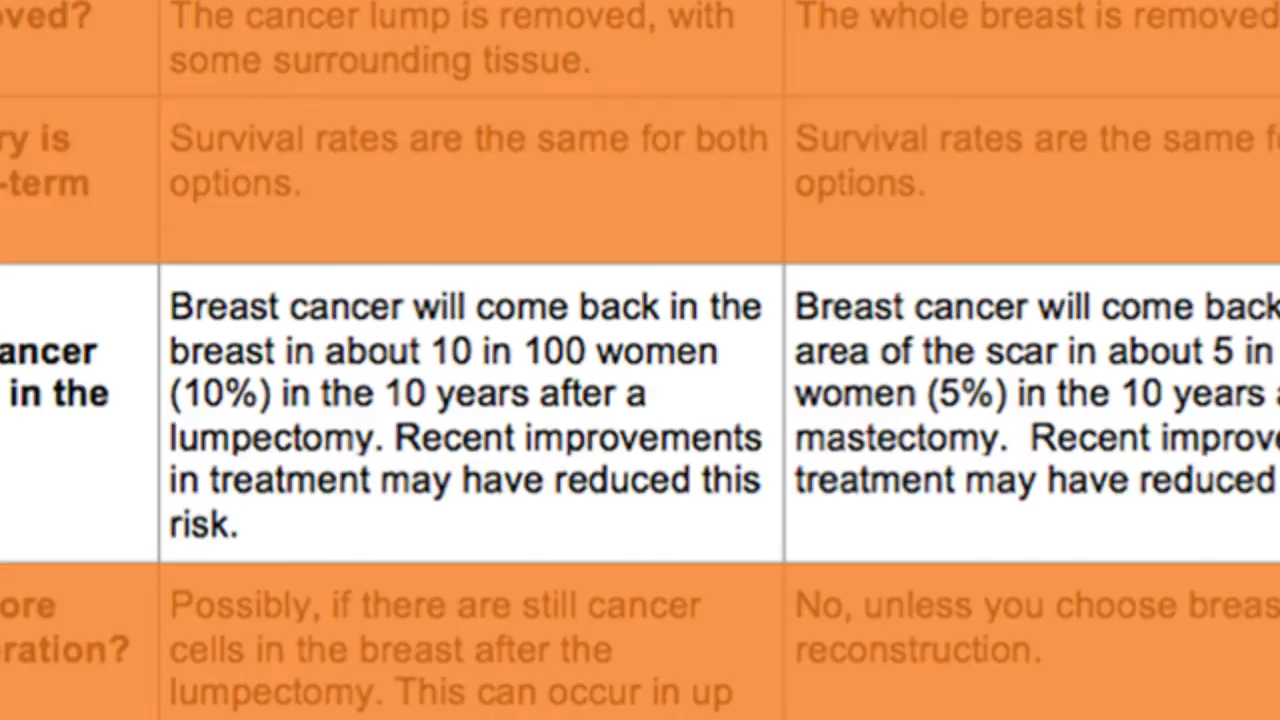 oved?
The cancer lump is removed, with
some surrounding tissue.
The whole breast is removed
ry is
-term
Survival rates are the same for both
options.
Survival rates are the same f
options.
ancer
in the
Breast cancer will come back in the
breast in about 10 in 100 women
(10%) in the 10 years after a
lumpectomy. Recent improvements
in treatment may have reduced this
risk.
Breast cancer will come back
area of the scar in about 5 in
women (5%) in the 10 years a
mastectomy. Recent improve
treatment may have reduced
ore
ration?
Possibly, if there are still cancer
cells in the breast after the
lumpectomy. This can occur in up
No, unless you choose breas
reconstruction.